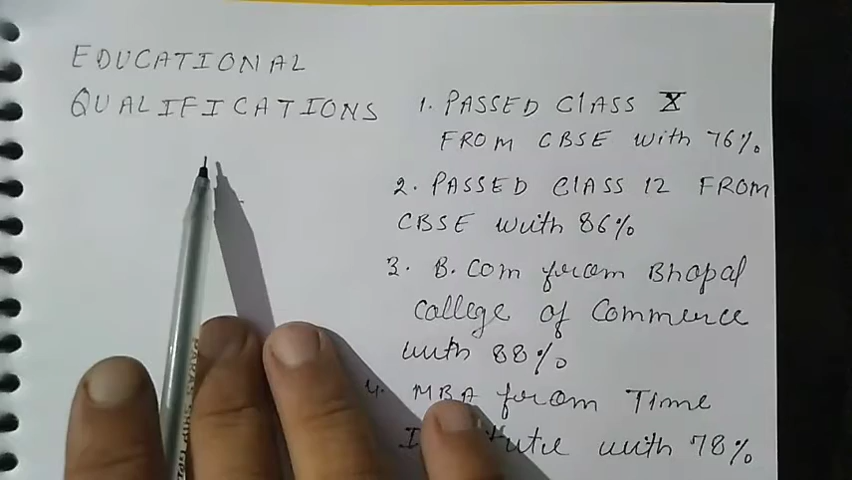 EDUCATIONAL
QUALIFICATIONS
1. PASSED CLASS X
FROM CBSE with 76%.
2. PASSED CLASS 12 FROM
CBSE with 86%
3. B. Com from Bhopal
College of Commerce
with 88%
4. MBA from Time
with 78%.